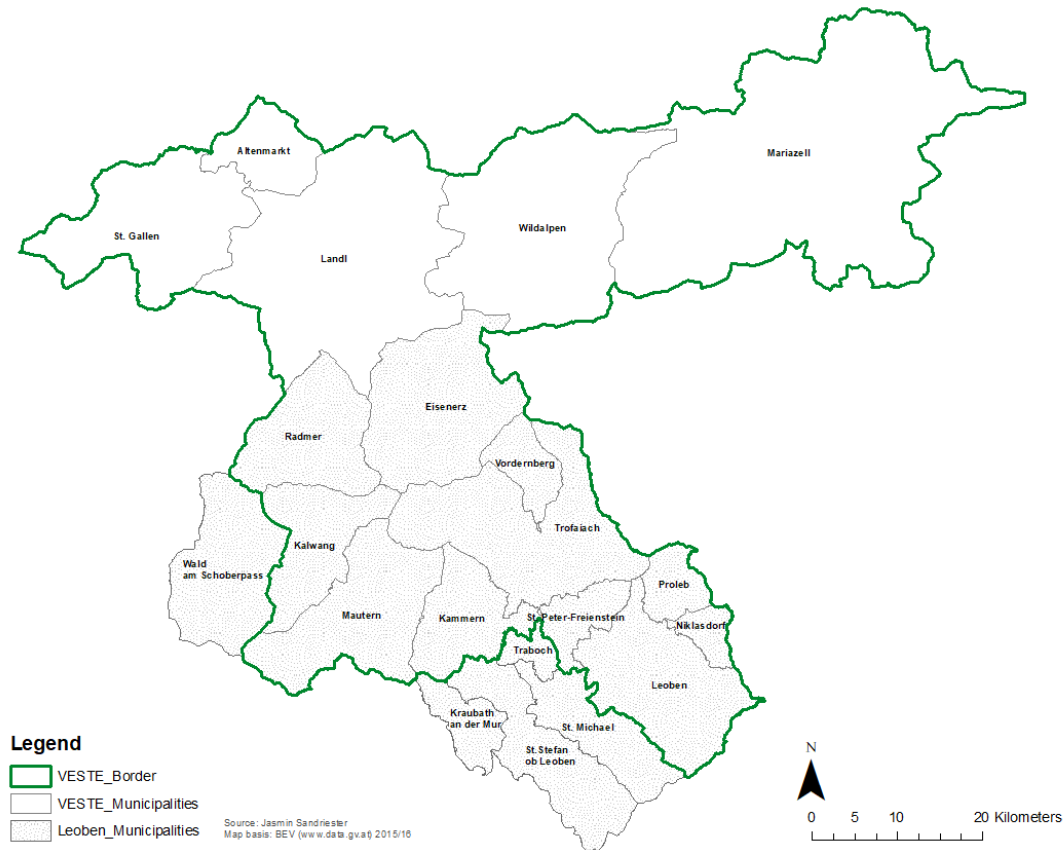 Altenmarkt
Mariazell
St. Gallen
Wildalpen
Landl
Eisenerz
Radmer
Vordernberg
Trofaiach
Kalwang
Wald
am Schoberpass
Proleb
Mautern
Kammern
St. Peter-Freienstein
Niklasdorf
Traboch
Leoben
Kraubath
an der Mur
St. Michael
St. Stefan
ob Leoben
Legend
VESTE_Border
VESTE_Municipalities
Leoben_Municipalities
Source: Jasmin Sandriester
Map basis: BEV (www.data.gv.at) 2015/16
N
0 5 10 20 Kilometers